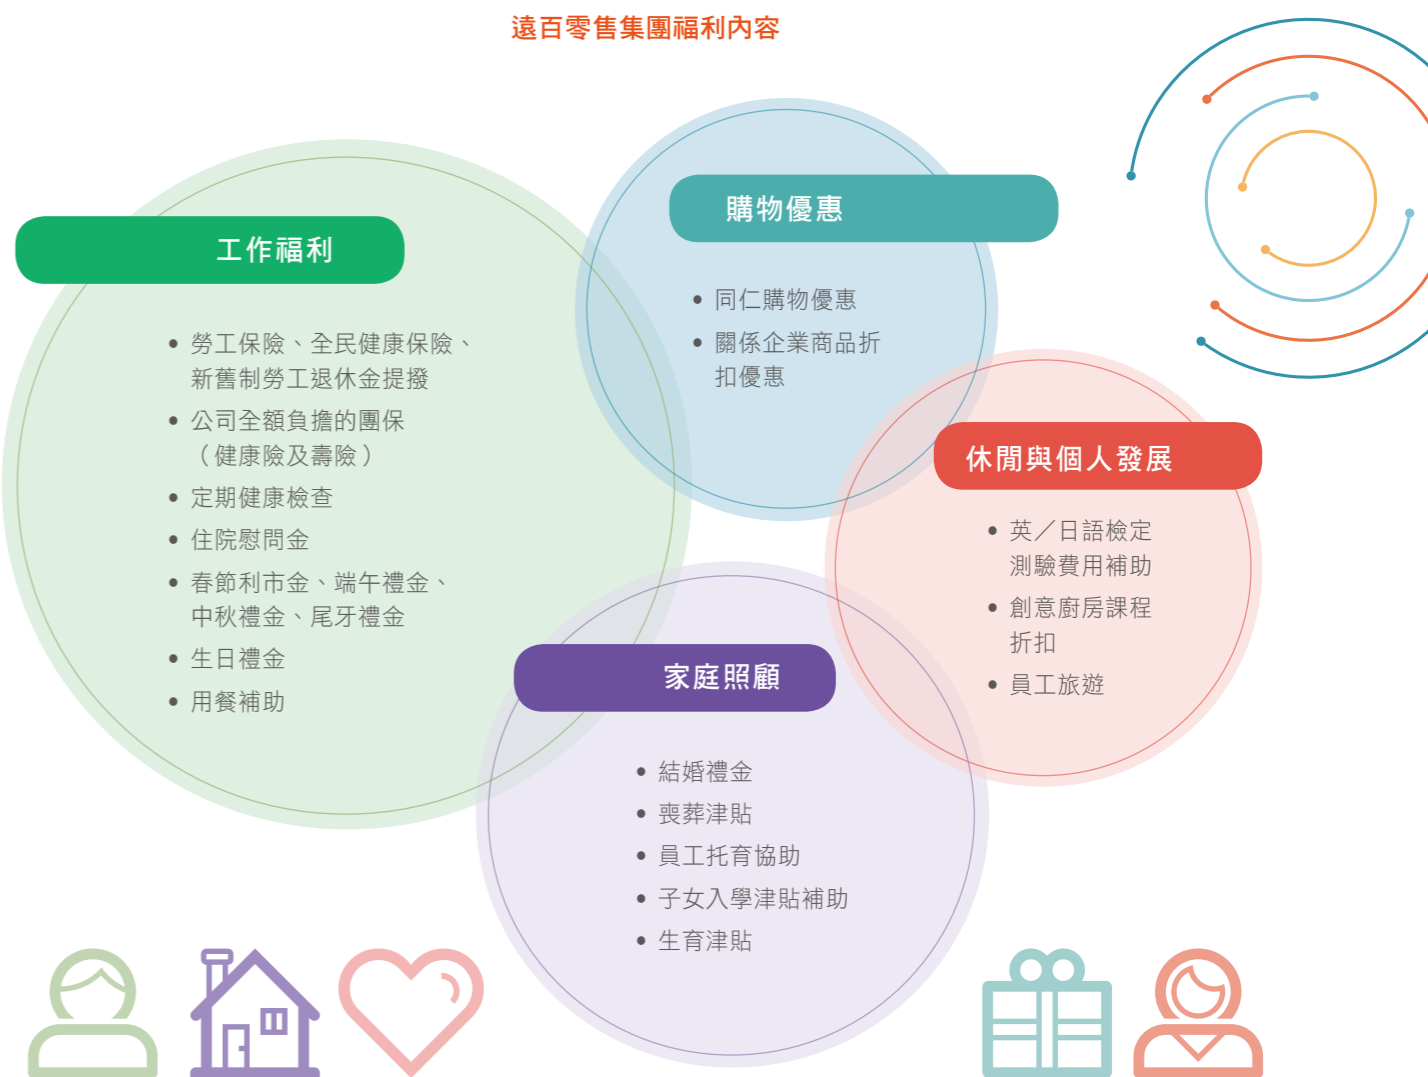 遠百零售集團福利內容
工作福利
• 勞工保險、全民健康保險、
新舊制勞工退休金提撥
• 公司全額負擔的團保
（健康險及壽險）
• 定期健康檢查
• 住院慰問金
• 春節利市金、端午禮金、
中秋禮金、尾牙禮金
• 生日禮金
• 用餐補助
購物優惠
• 同仁購物優惠
• 關係企業商品折
扣優惠
休閒與個人發展
• 英／日語檢定
測驗費用補助
• 創意廚房課程
折扣
• 員工旅遊
家庭照顧
• 結婚禮金
• 喪葬津貼
• 員工托育協助
• 子女入學津貼補助
• 生育津貼